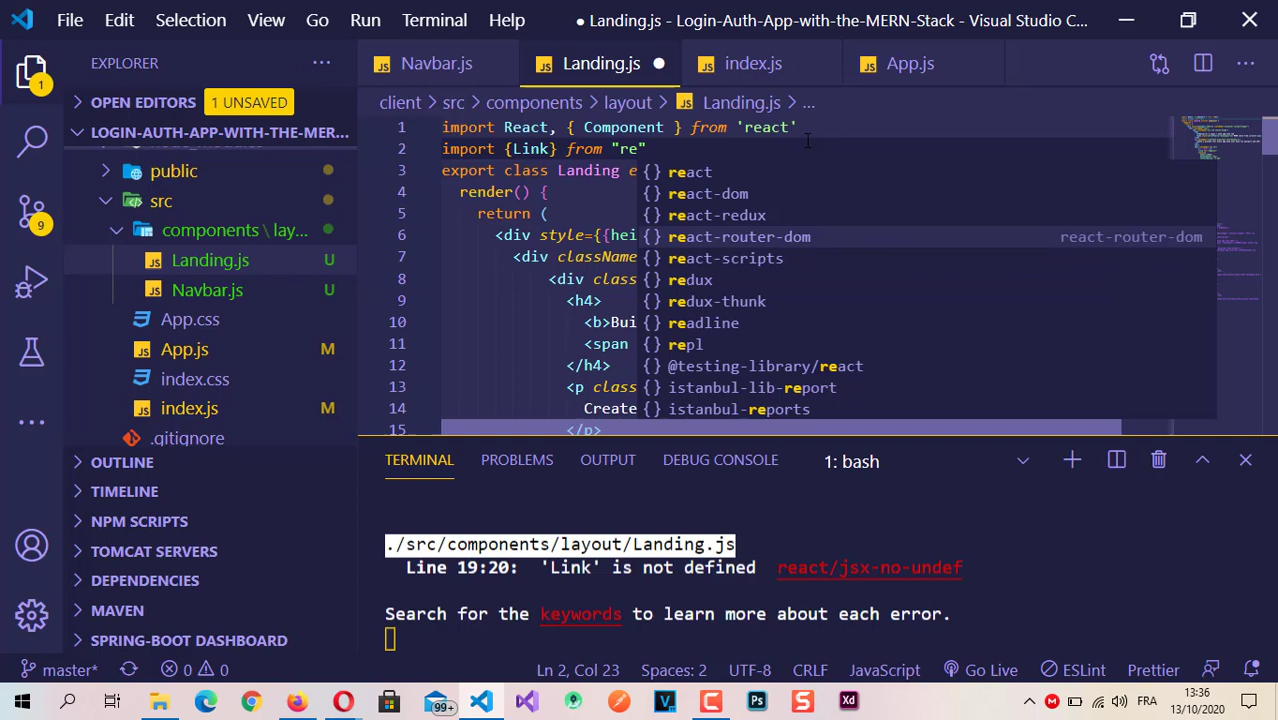 File Edit Selection View Go Run Terminal Help ● Landing.js - Login-Auth-App-with-the-MERN-Stack - Visual Studio C...
EXPLORER ...
Navbar.js Landing.js ● index.js App.js
OPEN EDITORS 1 UNSAVED
LOGIN-AUTH-APP-WITH-THE-MER...
public
src
components \ lay...
Landing.js U
Navbar.js U
App.css
App.js M
index.css
index.js M
.gitignore
OUTLINE
TIMELINE
NPM SCRIPTS
TOMCAT SERVERS
DEPENDENCIES
MAVEN
SPRING-BOOT DASHBOARD
1
9
client > src > components > layout > JS Landing.js > ...
1 import React, { Component } from 'react'
2 import {Link} from "re"
3 export class Landing e
4 render() {
5 return (
6 <div style={{hei
7 <div classNam
8 <div class
9 <h4>
10 <b>Bui
11 <span
12 </h4>
13 <p class
14 Create
15 </p>
{} react
{} react-dom
{} react-redux
{} react-router-dom react-router-dom
{} react-scripts
{} redux
{} redux-thunk
{} readline
{} repl
{} @testing-library/react
{} istanbul-lib-report
{} istanbul-reports
TERMINAL PROBLEMS OUTPUT DEBUG CONSOLE 1: bash
./src/components/layout/Landing.js
Line 19:20: 'Link' is not defined react/jsx-no-undef
Search for the keywords to learn more about each error.
master* 0 0 Ln 2, Col 23 Spaces: 2 UTF-8 CRLF JavaScript Go Live ESLint Prettier
99+ FRA 13:36
13/10/2020